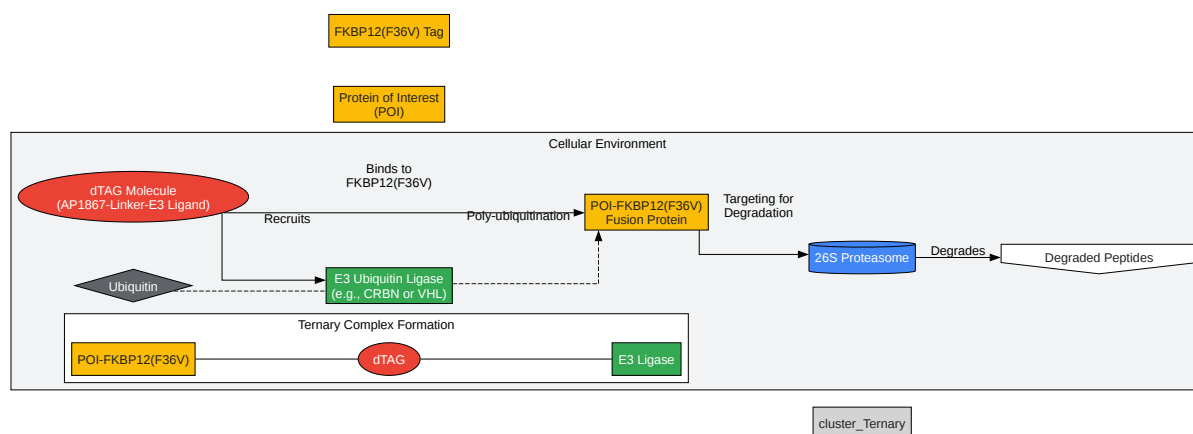 FKBP12(F36V) Tag
Protein of Interest
(POI)
Cellular Environment
Binds to
FKBP12(F36V)
dTAG Molecule
(AP1867-Linker-E3 Ligand)
Recruits
Poly-ubiquitination
POI-FKBP12(F36V)
Fusion Protein
Targeting for
Degradation
26S Proteasome
Degrades
Degraded Peptides
Ubiquitin
E3 Ubiquitin Ligase
(e.g., CRBN or VHL)
Ternary Complex Formation
POI-FKBP12(F36V)
dTAG
E3 Ligase
cluster_Ternary